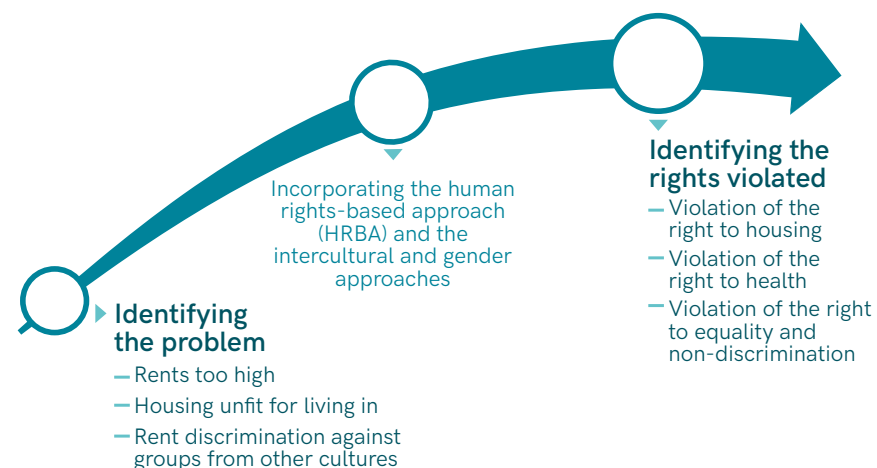 Identifying
the problem
– Rents too high
– Housing unfit for living in
– Rent discrimination against
groups from other cultures
Incorporating the human
rights-based approach
(HRBA) and the
intercultural and gender
approaches
Identifying the
rights violated
– Violation of the
right to housing
– Violation of the
right to health
– Violation of the right
to equality and
non-discrimination